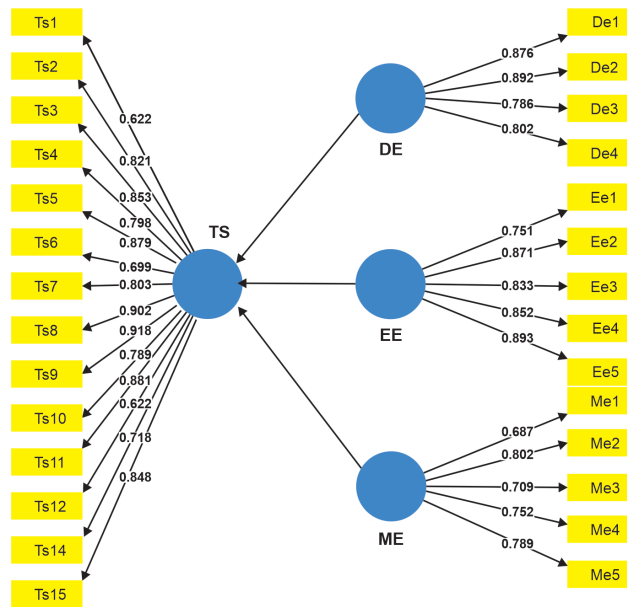 Ts1
Ts2
Ts3
Ts4
Ts5
Ts6
Ts7
Ts8
Ts9
Ts10
Ts11
Ts12
Ts14
Ts15
0.622
0.821
0.853
0.798
0.879
0.699
0.803
0.902
0.918
0.789
0.881
0.622
0.718
0.848
TS
DE
EE
ME
0.876
0.892
0.786
0.802
0.751
0.871
0.833
0.852
0.893
0.687
0.802
0.709
0.752
0.789
De1
De2
De3
De4
Ee1
Ee2
Ee3
Ee4
Ee5
Me1
Me2
Me3
Me4
Me5